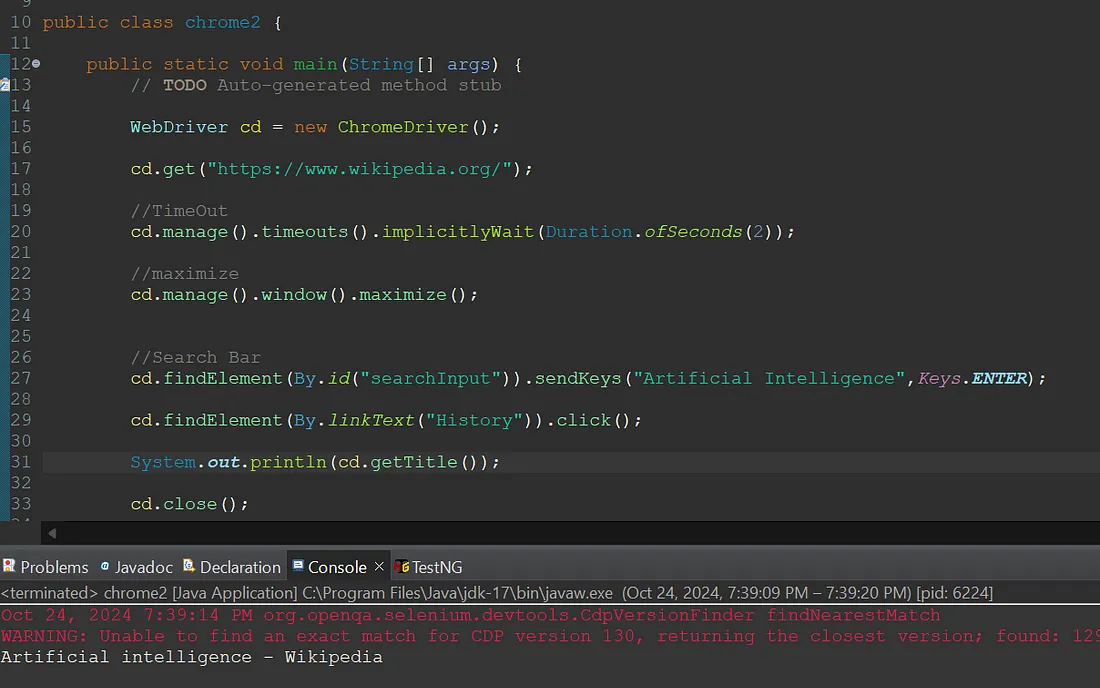 9
10 public class chrome2 {
11
12 public static void main(String[] args) {
13 // TODO Auto-generated method stub
14
15 WebDriver cd = new ChromeDriver();
16
17 cd.get("https://www.wikipedia.org/");
18
19 //TimeOut
20 cd.manage().timeouts().implicitlyWait(Duration.ofSeconds(2));
21
22 //maximize
23 cd.manage().window().maximize();
24
25
26 //Search Bar
27 cd.findElement(By.id("searchInput")).sendKeys("Artificial Intelligence",Keys.ENTER);
28
29 cd.findElement(By.linkText("History")).click();
30
31 System.out.println(cd.getTitle());
32
33 cd.close();
Problems Javadoc Declaration Console TestNG
<terminated> chrome2 [Java Application] C:\Program Files\Java\jdk-17\bin\javaw.exe (Oct 24, 2024, 7:39:09 PM – 7:39:20 PM) [pid: 6224]
Oct 24, 2024 7:39:14 PM org.openqa.selenium.devtools.CdpVersionFinder findNearestMatch
WARNING: Unable to find an exact match for CDP version 130, returning the closest version; found: 129
Artificial intelligence - Wikipedia